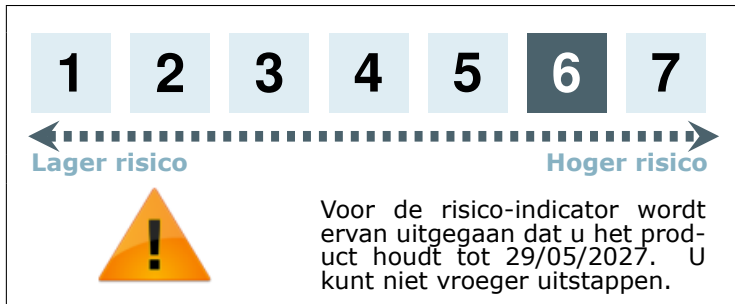 1 2 3 4 5 6 7
Lager risico Hoger risico
!
Voor de risico-indicator wordt
ervan uitgegaan dat u het prod-
uct houdt tot 29/05/2027. U
kunt niet vroeger uitstappen.